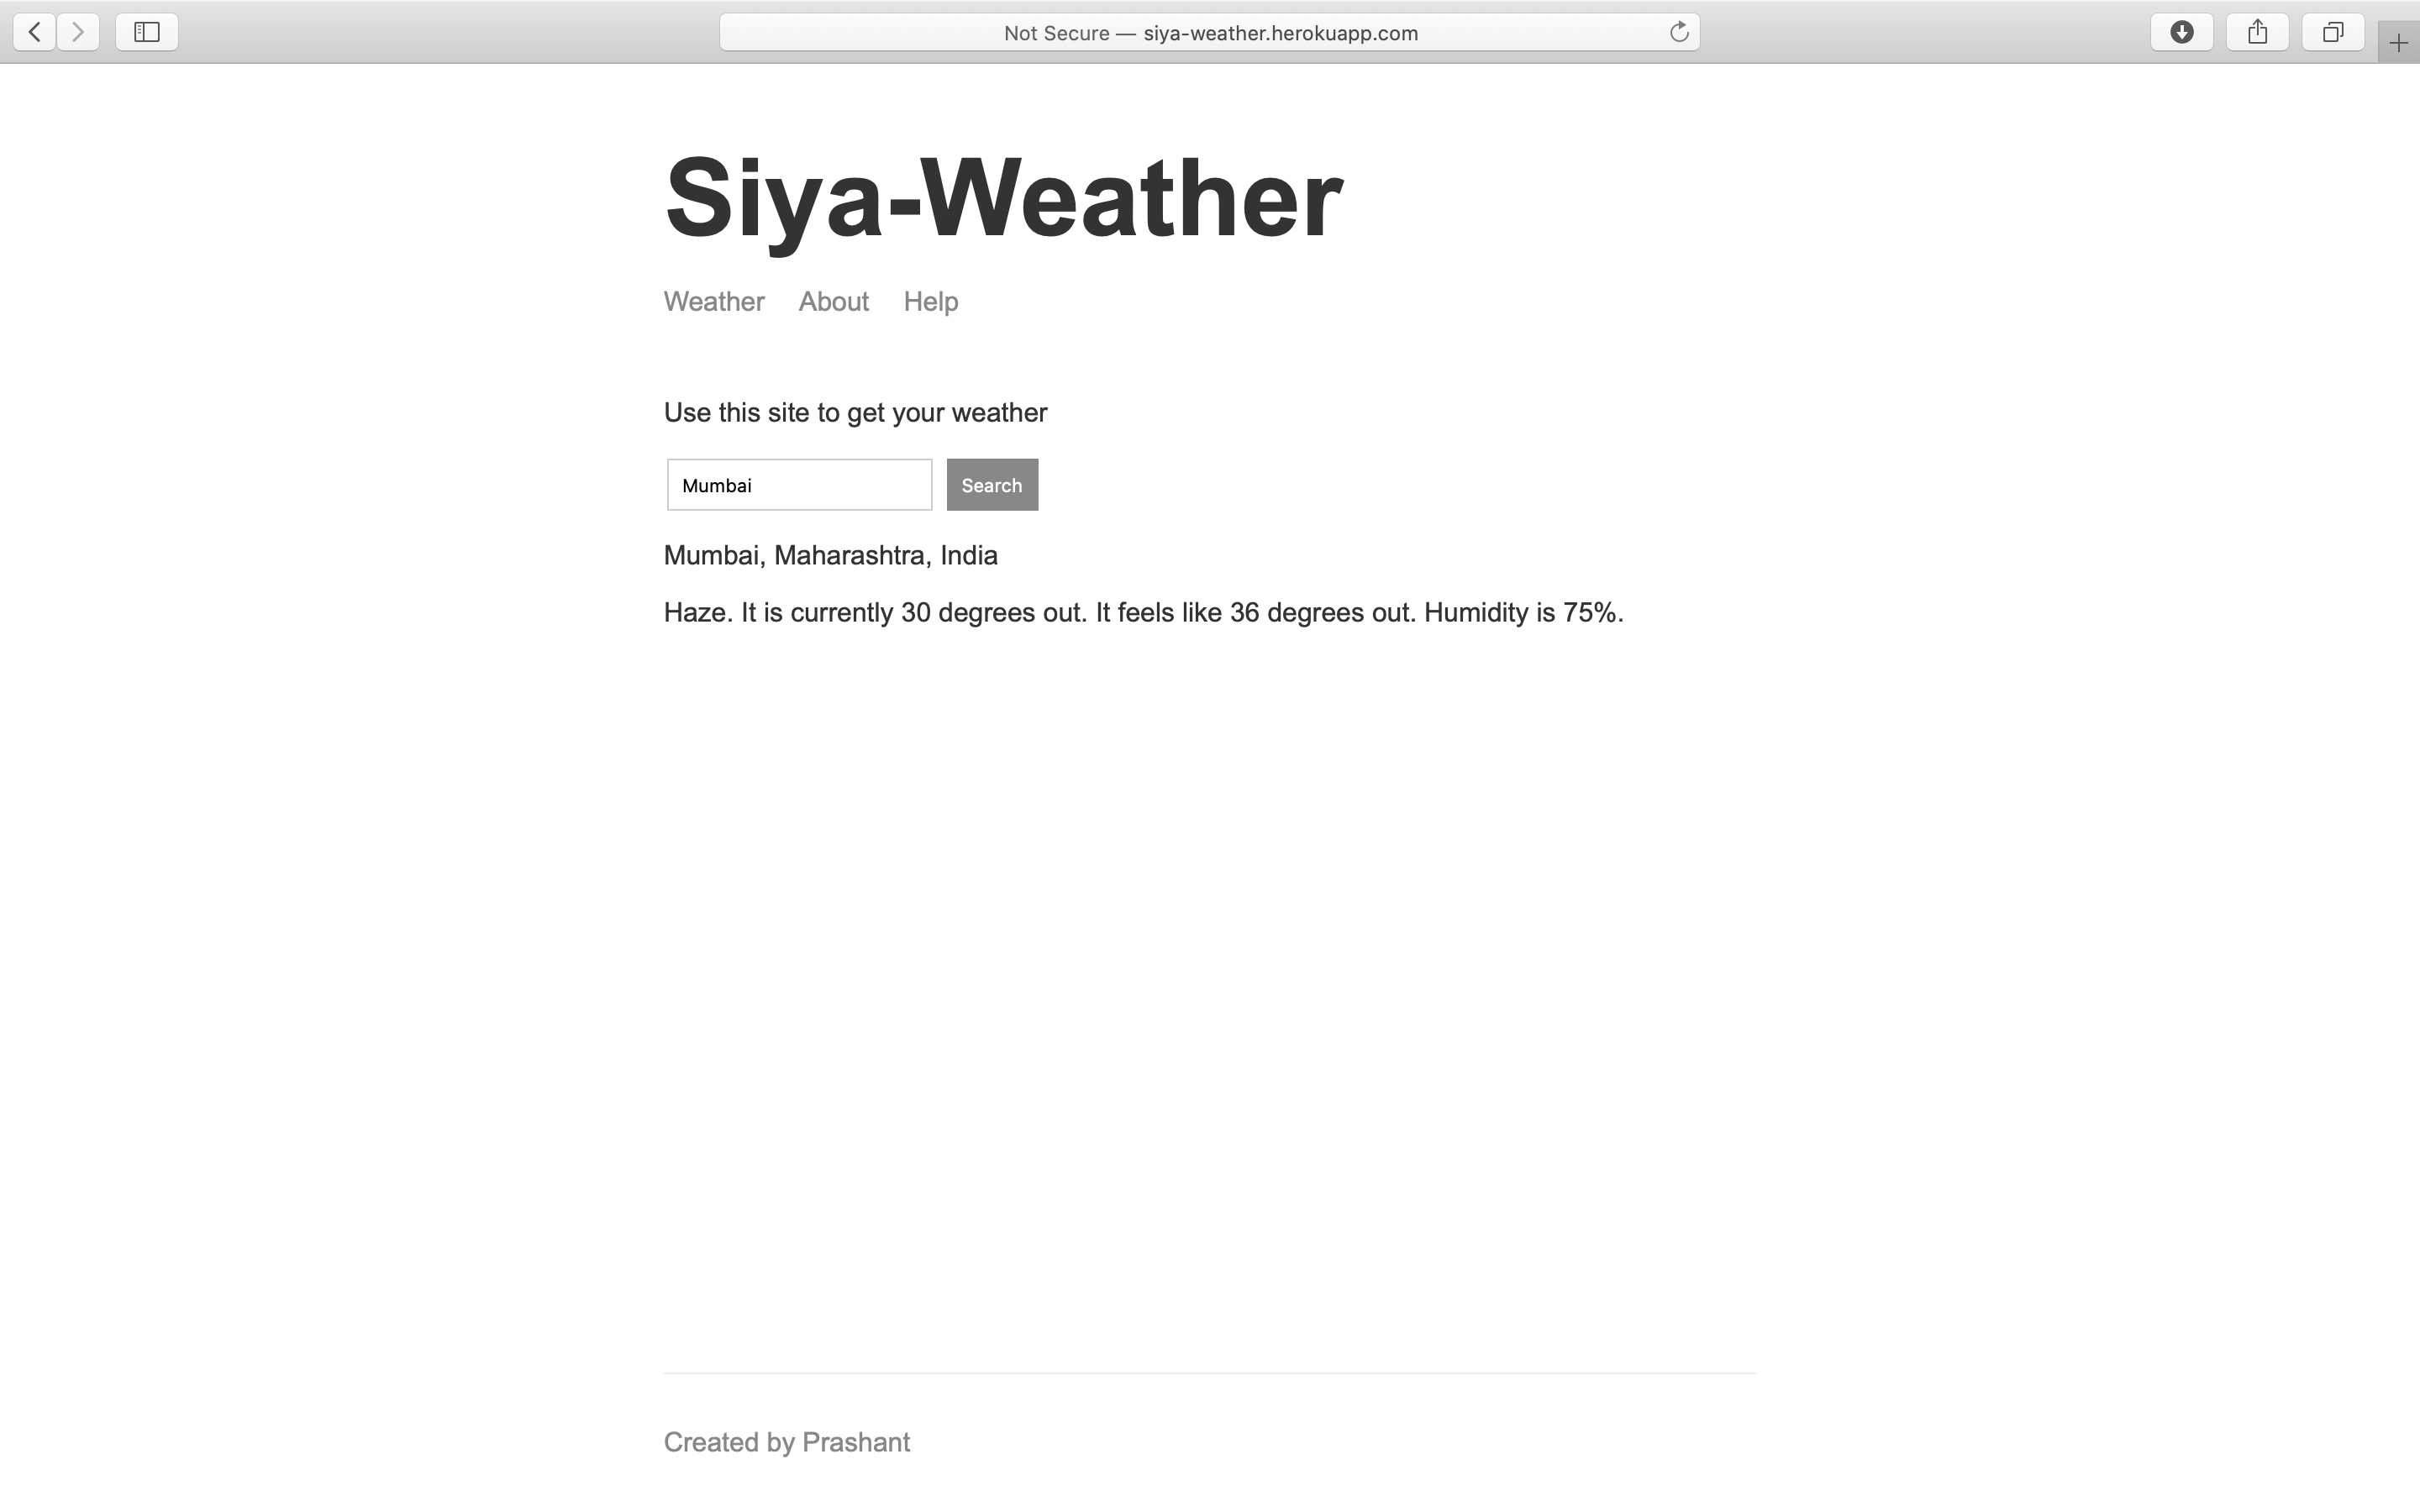 Not Secure — siya-weather.herokuapp.com
Siya-Weather
Weather About Help
Use this site to get your weather
Mumbai Search
Mumbai, Maharashtra, India
Haze. It is currently 30 degrees out. It feels like 36 degrees out. Humidity is 75%.
Created by Prashant